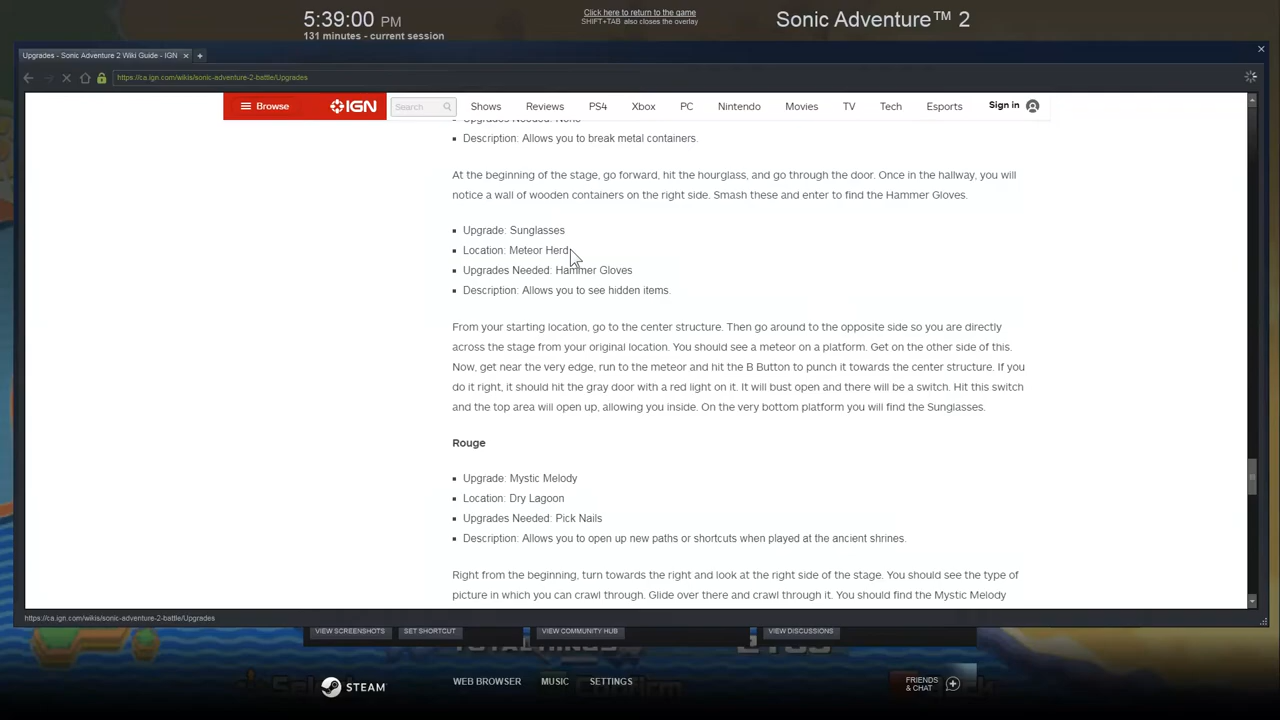 5:39:00 PM
131 minutes - current session
Click here to return to the game
SHIFT+TAB also closes the overlay
Sonic Adventure™ 2
Upgrades - Sonic Adventure 2 Wiki Guide - IGN
https://ca.ign.com/wikis/sonic-adventure-2-battle/Upgrades
Browse IGN Search Shows Reviews PS4 Xbox PC Nintendo Movies TV Tech Esports Sign in
Upgrades Needed: None
Description: Allows you to break metal containers.
At the beginning of the stage, go forward, hit the hourglass, and go through the door. Once in the hallway, you will
notice a wall of wooden containers on the right side. Smash these and enter to find the Hammer Gloves.
Upgrade: Sunglasses
Location: Meteor Herd
Upgrades Needed: Hammer Gloves
Description: Allows you to see hidden items.
From your starting location, go to the center structure. Then go around to the opposite side so you are directly
across the stage from your original location. You should see a meteor on a platform. Get on the other side of this.
Now, get near the very edge, run to the meteor and hit the B Button to punch it towards the center structure. If you
do it right, it should hit the gray door with a red light on it. It will bust open and there will be a switch. Hit this switch
and the top area will open up, allowing you inside. On the very bottom platform you will find the Sunglasses.
Rouge
Upgrade: Mystic Melody
Location: Dry Lagoon
Upgrades Needed: Pick Nails
Description: Allows you to open up new paths or shortcuts when played at the ancient shrines.
Right from the beginning, turn towards the right and look at the right side of the stage. You should see the type of
picture in which you can crawl through. Glide over there and crawl through it. You should find the Mystic Melody
https://ca.ign.com/wikis/sonic-adventure-2-battle/Upgrades
VIEW SCREENSHOTS SET SHORTCUT VIEW COMMUNITY HUB VIEW DISCUSSIONS
STEAM WEB BROWSER MUSIC SETTINGS
FRIENDS
& CHAT